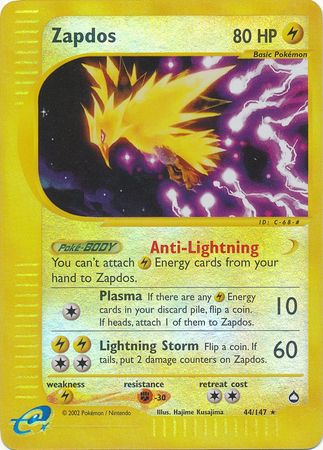 Zapdos 80 HP
Basic Pokémon
ID: C-68-#
Poké-BODY Anti-Lightning
You can't attach Energy cards from your
hand to Zapdos.
Plasma If there are any Energy
cards in your discard pile, flip a coin.
If heads, attach 1 of them to Zapdos.
10
Lightning Storm Flip a coin. If
tails, put 2 damage counters on Zapdos.
60
weakness resistance retreat cost
-30
e
© 2002 Pokémon / Nintendo Illus. Hajime Kusajima 44/147 ★